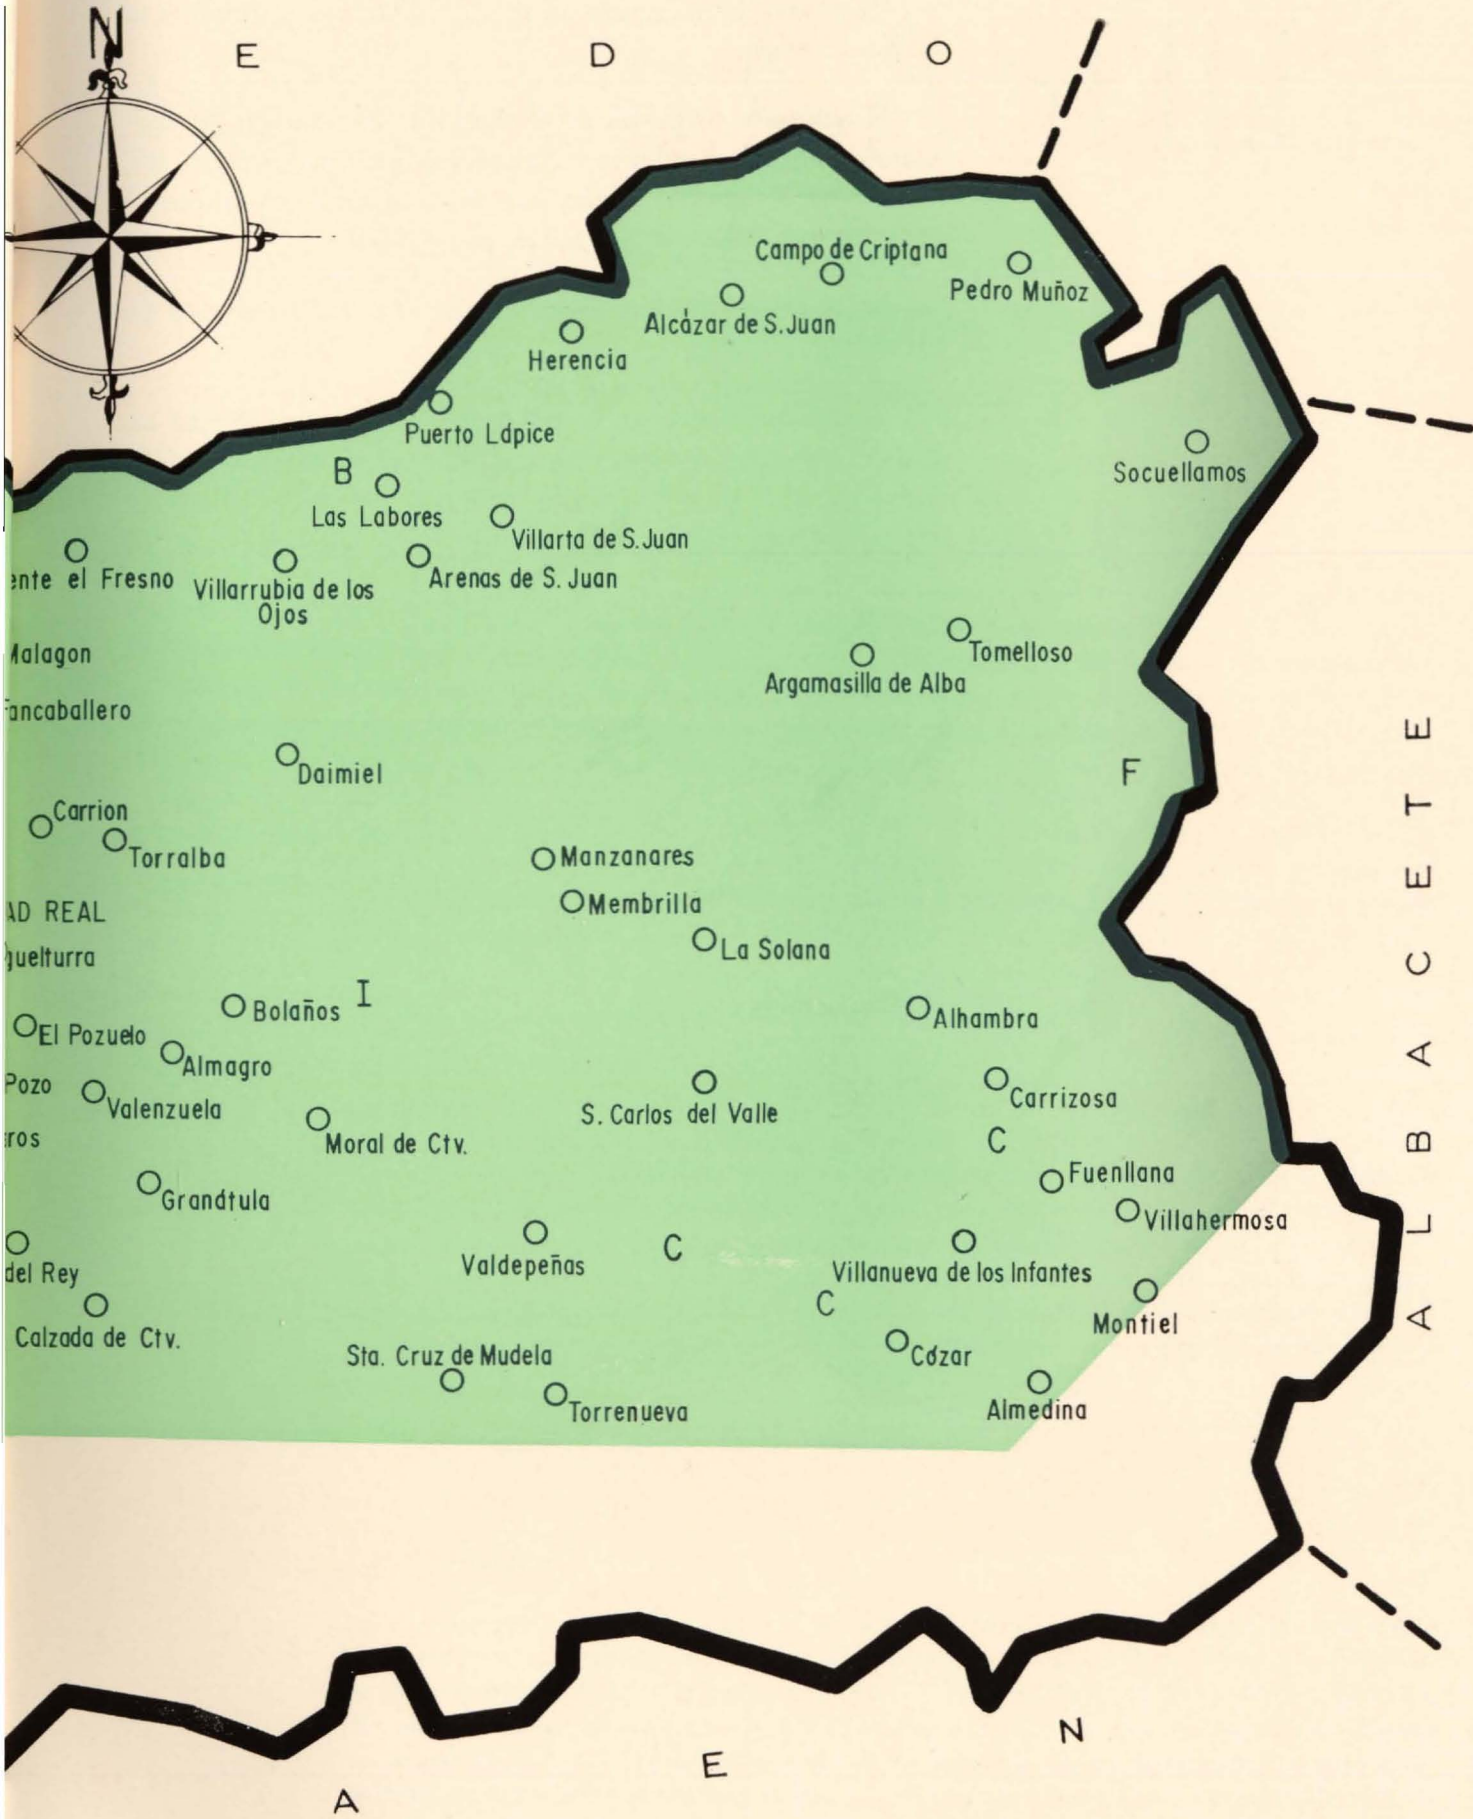 N
E D O
Campo de Criptana
Pedro Muñoz
Alcázar de S. Juan
Herencia
Puerto Lápice
B
Socuellamos
Las Labores
Villarta de S. Juan
ente el Fresno
Villarrubia de los
Ojos
Arenas de S. Juan
Malagon
Tomelloso
Argamasilla de Alba
ancaballero
Daimiel
F
Carrion
Torralba
Manzanares
Membrilla
AD REAL
La Solana
guelturra
I
Bolaños
Alhambra
El Pozuelo
Almagro
Pozo
Valenzuela
Carrizosa
S. Carlos del Valle
ros
Moral de Ctv.
C
Fuenllana
Grandtula
Villahermosa
C
Valdepeñas
del Rey
Villanueva de los Infantes
C
Montiel
Calzada de Ctv.
Sta. Cruz de Mudela
Cózar
Torrenueva
Almedina
ALBACETE
A E N